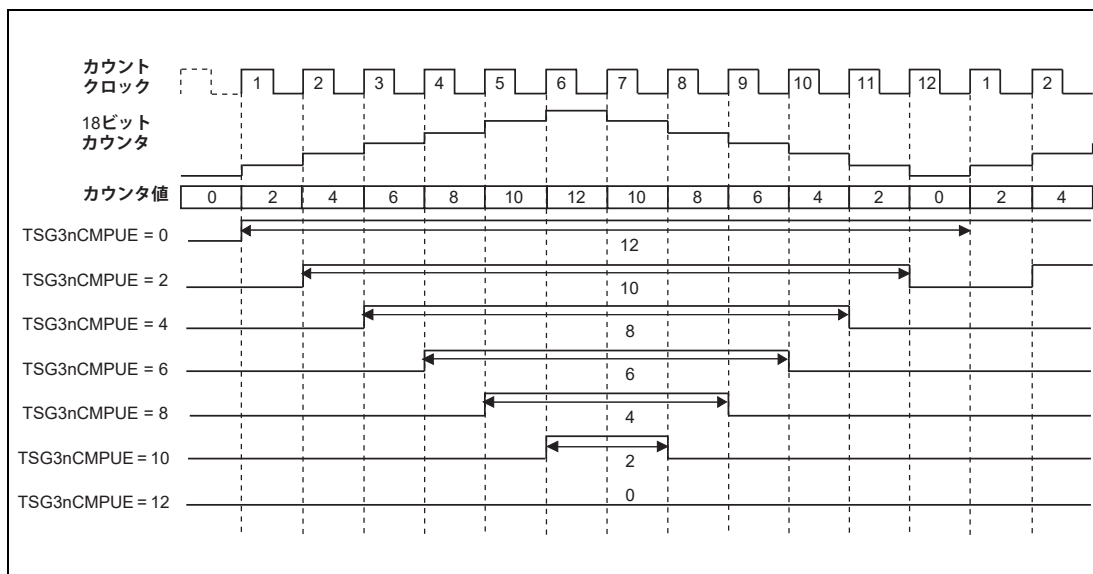 カウント
クロック
1 2 3 4 5 6 7 8 9 10 11 12 1 2
18ビット
カウンタ
カウンタ値 0 2 4 6 8 10 12 10 8 6 4 2 0 2 4
TSG3nCMPUE = 0
12
TSG3nCMPUE = 2
10
TSG3nCMPUE = 4
8
TSG3nCMPUE = 6
6
TSG3nCMPUE = 8
4
TSG3nCMPUE = 10
2
TSG3nCMPUE = 12
0